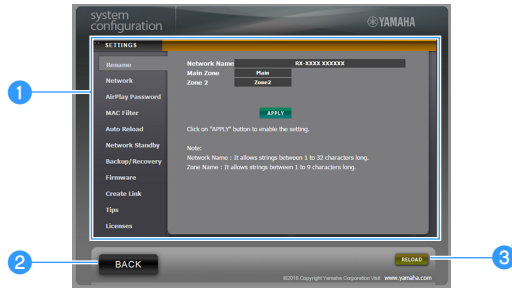 system
configuration
YAMAHA
SETTINGS
Rename
Network
AirPlay Password
MAC Filter
Auto Reload
Network Standby
Backup/Recovery
Firmware
Create Link
Tips
Licenses
Network Name RX-XXXX XXXXXX
Main Zone Main
Zone 2 Zone2
APPLY
Click on "APPLY" button to enable the setting.
Note:
Network Name : It allows strings between 1 to 32 characters long.
Zone Name : It allows strings between 1 to 9 characters long.
1
2
BACK
RELOAD
3
©2016 Copyright Yamaha Corporation Visit www.yamaha.com